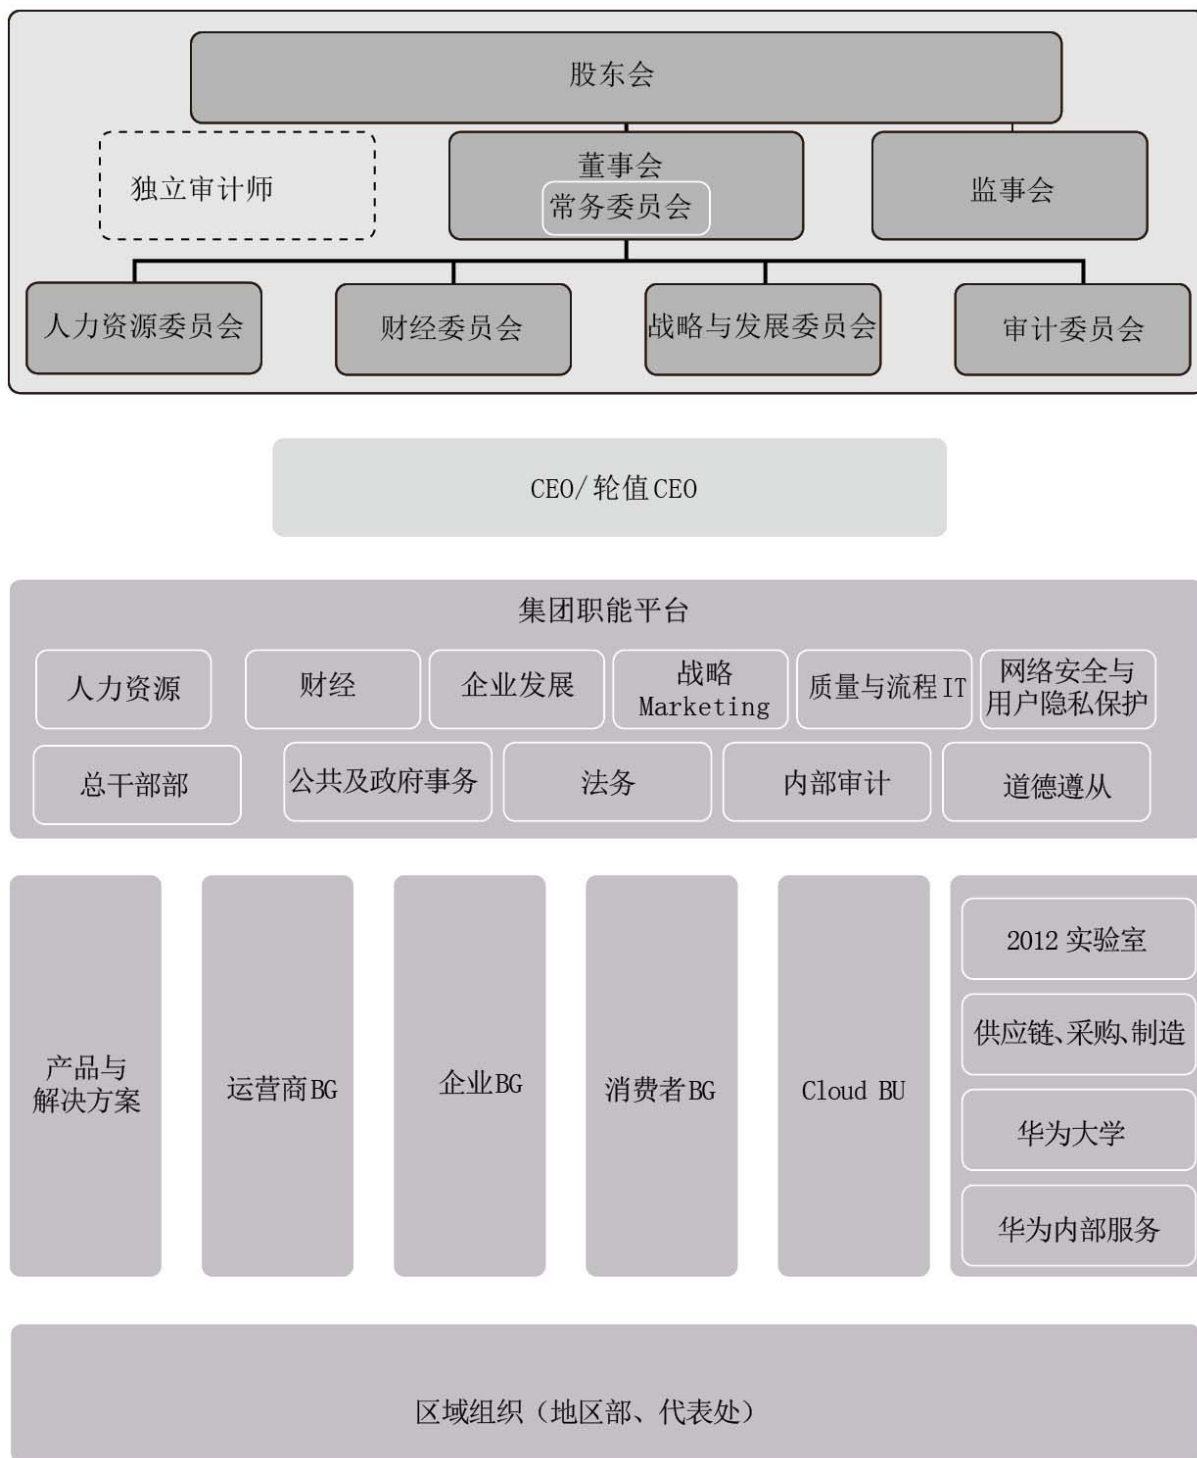 股东会
独立审计师
董事会
常务委员会
监事会
人力资源委员会
财经委员会
战略与发展委员会
审计委员会
CEO/轮值CEO
集团职能平台
人力资源
财经
企业发展
战略
Marketing
质量与流程IT
网络安全与
用户隐私保护
总干部部
公共及政府事务
法务
内部审计
道德遵从
产品与
解决方案
运营商BG
企业BG
消费者BG
Cloud BU
2012 实验室
供应链、采购、制造
华为大学
华为内部服务
区域组织（地区部、代表处）